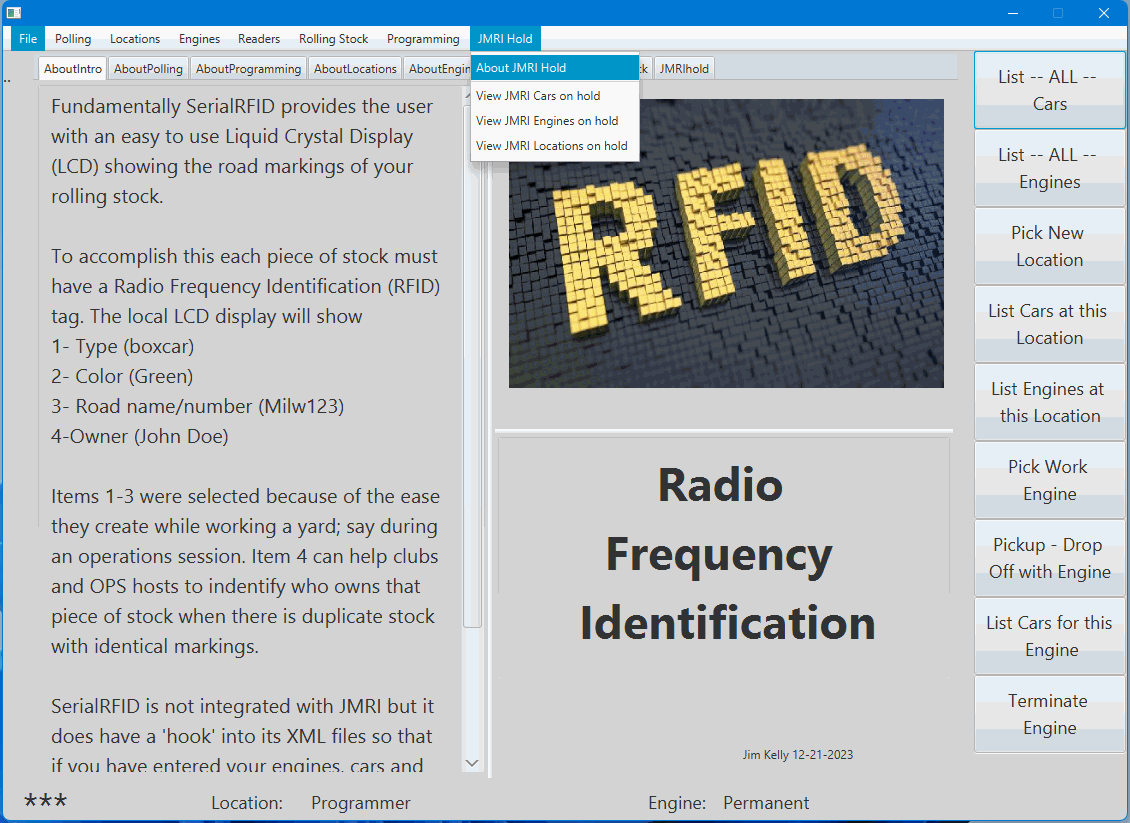 File Polling Locations Engines Readers Rolling Stock Programming JMRI Hold
AboutIntro AboutPolling AboutProgramming AboutLocations JMRIhold
About JMRI Hold
View JMRI Cars on hold
View JMRI Engines on hold
View JMRI Locations on hold
Fundamentally SerialRFID provides the user
with an easy to use Liquid Crystal Display
(LCD) showing the road markings of your
rolling stock.
To accomplish this each piece of stock must
have a Radio Frequency Identification (RFID)
tag. The local LCD display will show
1- Type (boxcar)
2- Color (Green)
3- Road name/number (Milw123)
4-Owner (John Doe)
Items 1-3 were selected because of the ease
they create while working a yard; say during
an operations session. Item 4 can help clubs
and OPS hosts to indentify who owns that
piece of stock when there is duplicate stock
with identical markings.
SerialRFID is not integrated with JMRI but it
does have a 'hook' into its XML files so that
if you have entered your engines, cars and
RFID
Radio
Frequency
Identification
Jim Kelly 12-21-2023
List -- ALL --
Cars
List -- ALL --
Engines
Pick New
Location
List Cars at this
Location
List Engines at
this Location
Pick Work
Engine
Pickup - Drop
Off with Engine
List Cars for this
Engine
Terminate
Engine
*** Location: Programmer Engine: Permanent